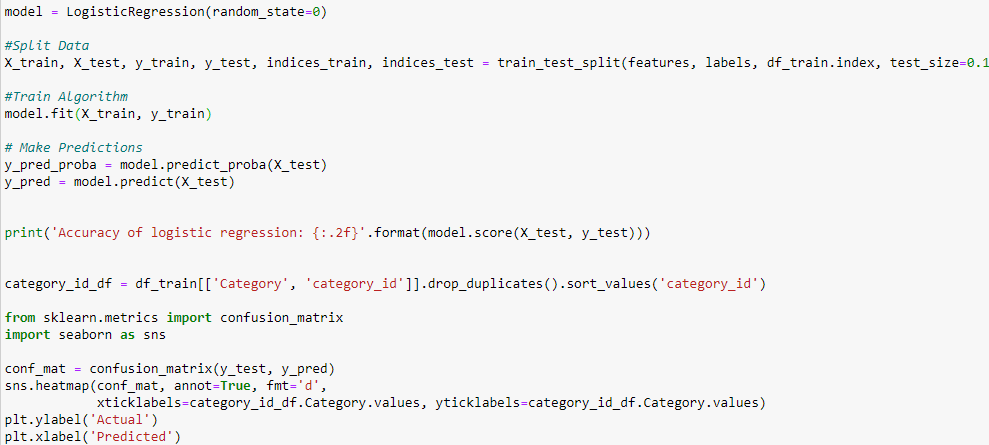 model = LogisticRegression(random_state=0)
#Split Data
X_train, X_test, y_train, y_test, indices_train, indices_test = train_test_split(features, labels, df_train.index, test_size=0.1
#Train Algorithm
model.fit(X_train, y_train)
# Make Predictions
y_pred_proba = model.predict_proba(X_test)
y_pred = model.predict(X_test)
print('Accuracy of logistic regression: {:.2f}'.format(model.score(X_test, y_test)))
category_id_df = df_train[['Category', 'category_id']].drop_duplicates().sort_values('category_id')
from sklearn.metrics import confusion_matrix
import seaborn as sns
conf_mat = confusion_matrix(y_test, y_pred)
sns.heatmap(conf_mat, annot=True, fmt='d',
            xticklabels=category_id_df.Category.values, yticklabels=category_id_df.Category.values)
plt.ylabel('Actual')
plt.xlabel('Predicted')